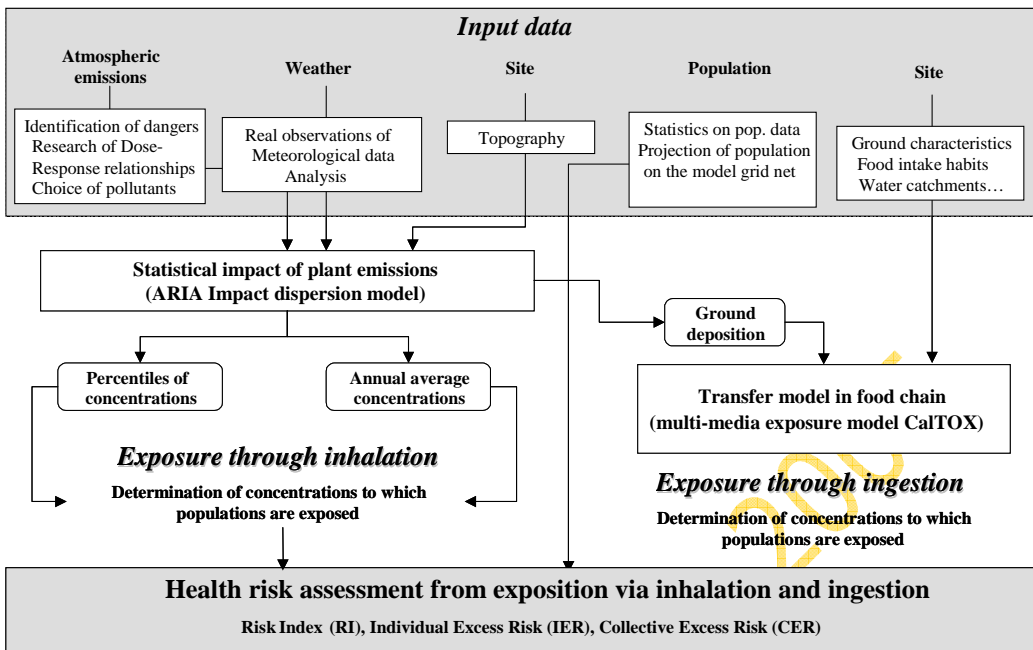 Input data
Atmospheric
emissions
Weather
Site
Population
Site
Identification of dangers
Research of Dose-
Response relationships
Choice of pollutants
Real observations of
Meteorological data
Analysis
Topography
Statistics on pop. data
Projection of population
on the model grid net
Ground characteristics
Food intake habits
Water catchments…
Statistical impact of plant emissions
(ARIA Impact dispersion model)
Ground
deposition
Percentiles of
concentrations
Annual average
concentrations
Transfer model in food chain
(multi-media exposure model CalTOX)
Exposure through inhalation
Determination of concentrations to which
populations are exposed
Exposure through ingestion
Determination of concentrations to which
populations are exposed
Health risk assessment from exposition via inhalation and ingestion
Risk Index (RI), Individual Excess Risk (IER), Collective Excess Risk (CER)